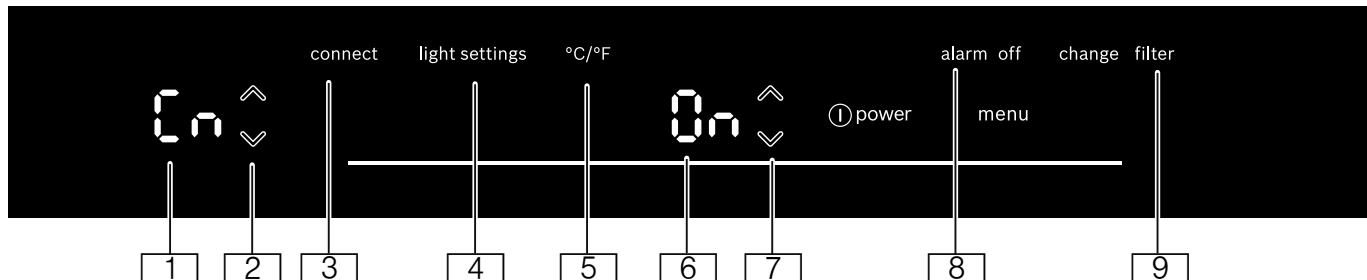 connect light settings °C/°F alarm off change filter
Cn On power menu
1 2 3 4 5 6 7 8 9